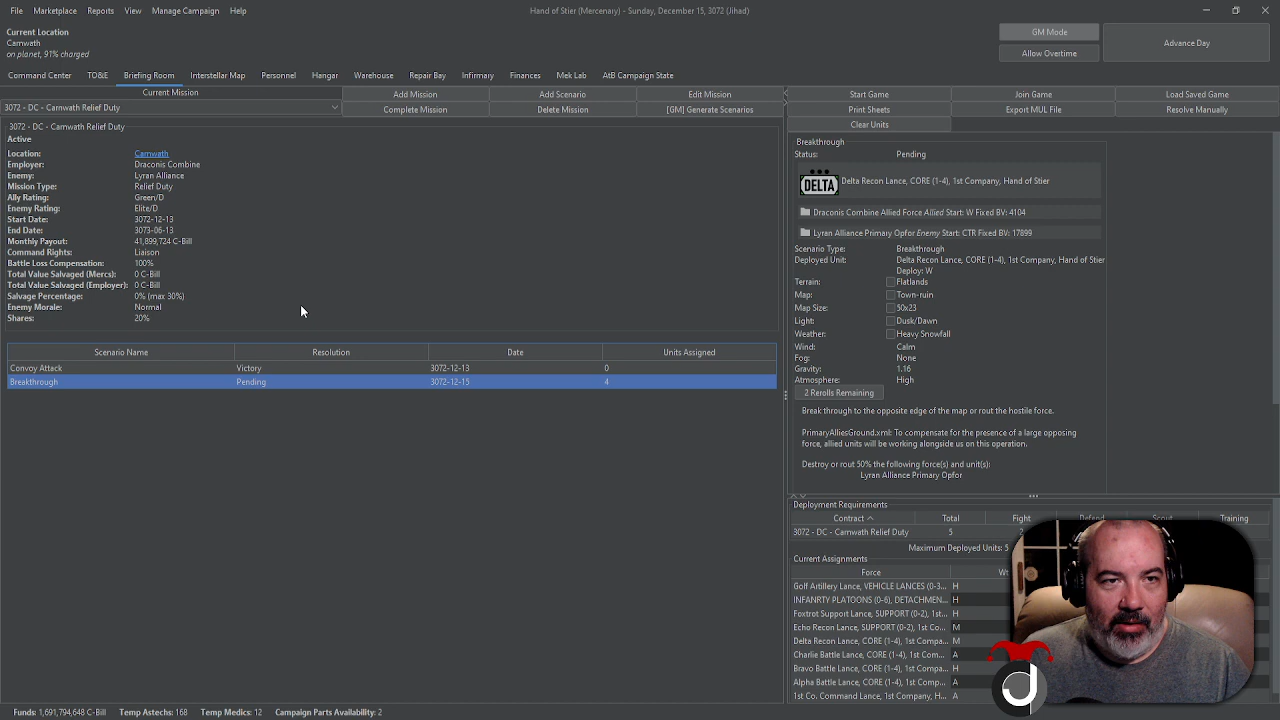 File Marketplace Reports View Manage Campaign Help
Hand of Stier (Mercenary) - Sunday, December 15, 3072 (Jihad)
Current Location
Carnwath
on planet, 91% charged
GM Mode
Allow Overtime
Advance Day
Command Center TO&E Briefing Room Interstellar Map Personnel Hangar Warehouse Repair Bay Infirmary Finances Mek Lab AtB Campaign State
Current Mission
3072 - DC - Carnwath Relief Duty
Add Mission Add Scenario Edit Mission
Complete Mission Delete Mission [GM] Generate Scenarios
3072 - DC - Carnwath Relief Duty
Active
Location: Carnwath
Employer: Draconis Combine
Enemy: Lyran Alliance
Mission Type: Relief Duty
Ally Rating: Green/D
Enemy Rating: Elite/D
Start Date: 3072-12-13
End Date: 3073-06-13
Monthly Payout: 41,899,724 C-Bill
Command Rights: Liaison
Battle Loss Compensation: 100%
Total Value Salvaged (Mercs): 0 C-Bill
Total Value Salvaged (Employer): 0 C-Bill
Salvage Percentage: 0% (max 30%)
Enemy Morale: Normal
Shares: 20%
Scenario Name Resolution Date Units Assigned
Convoy Attack Victory 3072-12-13 0
Breakthrough Pending 3072-12-15 4
Start Game Join Game Load Saved Game
Print Sheets Export MUL File Resolve Manually
Clear Units
Breakthrough
Status: Pending
DELTA Delta Recon Lance, CORE (1-4), 1st Company, Hand of Stier
Draconis Combine Allied Force Allied Start: W Fixed BV: 4104
Lyran Alliance Primary Opfor Enemy Start: CTR Fixed BV: 17899
Scenario Type: Breakthrough
Deployed Unit: Delta Recon Lance, CORE (1-4), 1st Company, Hand of Stier
Deploy: W
Terrain: Flatlands
Map: Town-ruin
Map Size: 50x23
Light: Dusk/Dawn
Weather: Heavy Snowfall
Wind: Calm
Fog: None
Gravity: 1.16
Atmosphere: High
2 Rerolls Remaining
Break through to the opposite edge of the map or rout the hostile force.
PrimaryAlliesGround.xml: To compensate for the presence of a large opposing
force, allied units will be working alongside us on this operation.
Destroy or rout 50% the following force(s) and unit(s):
Lyran Alliance Primary Opfor
Deployment Requirements
Contract Total Fight Defend Scout Training
3072 - DC - Carnwath Relief Duty 5 2
Maximum Deployed Units: 5
Current Assignments
Force
Golf Artillery Lance, VEHICLE LANCES (0-3... H
INFANRTY PLATOONS (0-6), DETACHMEN... H
Foxtrot Support Lance, SUPPORT (0-2), 1st... H
Echo Recon Lance, SUPPORT (0-2), 1st Co... M
Delta Recon Lance, CORE (1-4), 1st Compa... M
Charlie Battle Lance, CORE (1-4), 1st Com... A
Bravo Battle Lance, CORE (1-4), 1st Comp... H
Alpha Battle Lance, CORE (1-4), 1st Comp... A
1st Co. Command Lance, 1st Company, H... A
Funds: 1,691,794,648 C-Bill Temp Astechs: 168 Temp Medics: 12 Campaign Parts Availability: 2